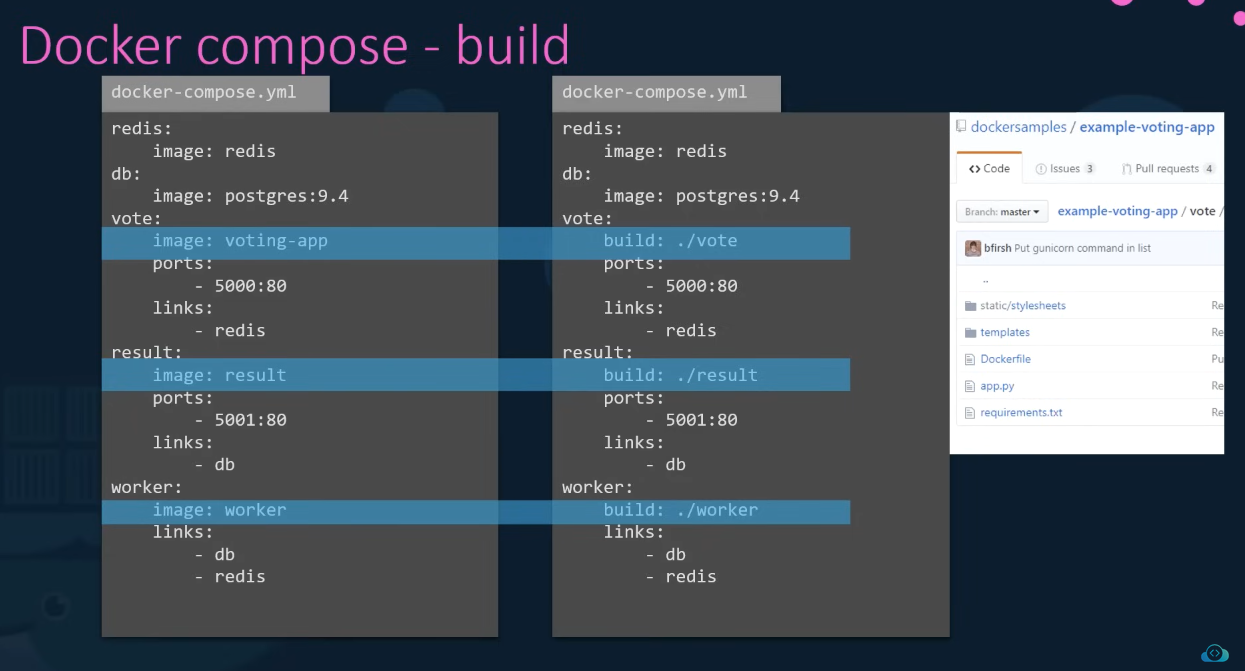 Docker compose - build
docker-compose.yml
redis:
    image: redis
db:
    image: postgres:9.4
vote:
    image: voting-app
    ports:
        - 5000:80
    links:
        - redis
result:
    image: result
    ports:
        - 5001:80
    links:
        - db
worker:
    image: worker
    links:
        - db
        - redis
docker-compose.yml
redis:
    image: redis
db:
    image: postgres:9.4
vote:
    build: ./vote
    ports:
        - 5000:80
    links:
        - redis
result:
    build: ./result
    ports:
        - 5001:80
    links:
        - db
worker:
    build: ./worker
    links:
        - db
        - redis
dockersamples / example-voting-app
Code Issues 3 Pull requests 4
Branch: master example-voting-app / vote /
bfirsh Put gunicorn command in list
..
static/stylesheets Re
templates Re
Dockerfile Pu
app.py Re
requirements.txt Re